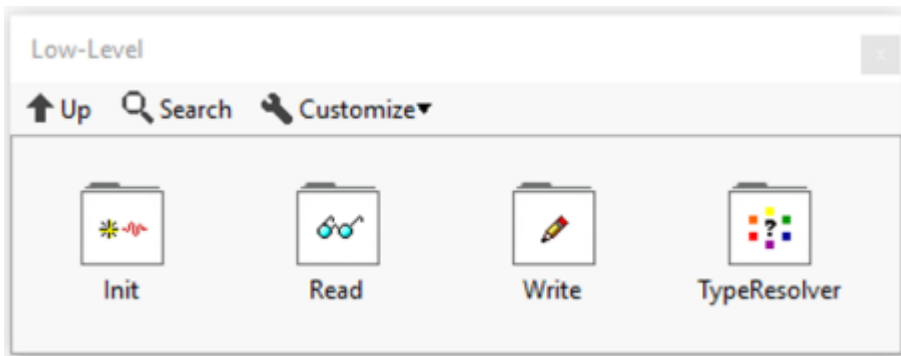 Low-Level
Up Search Customize
Init Read Write TypeResolver